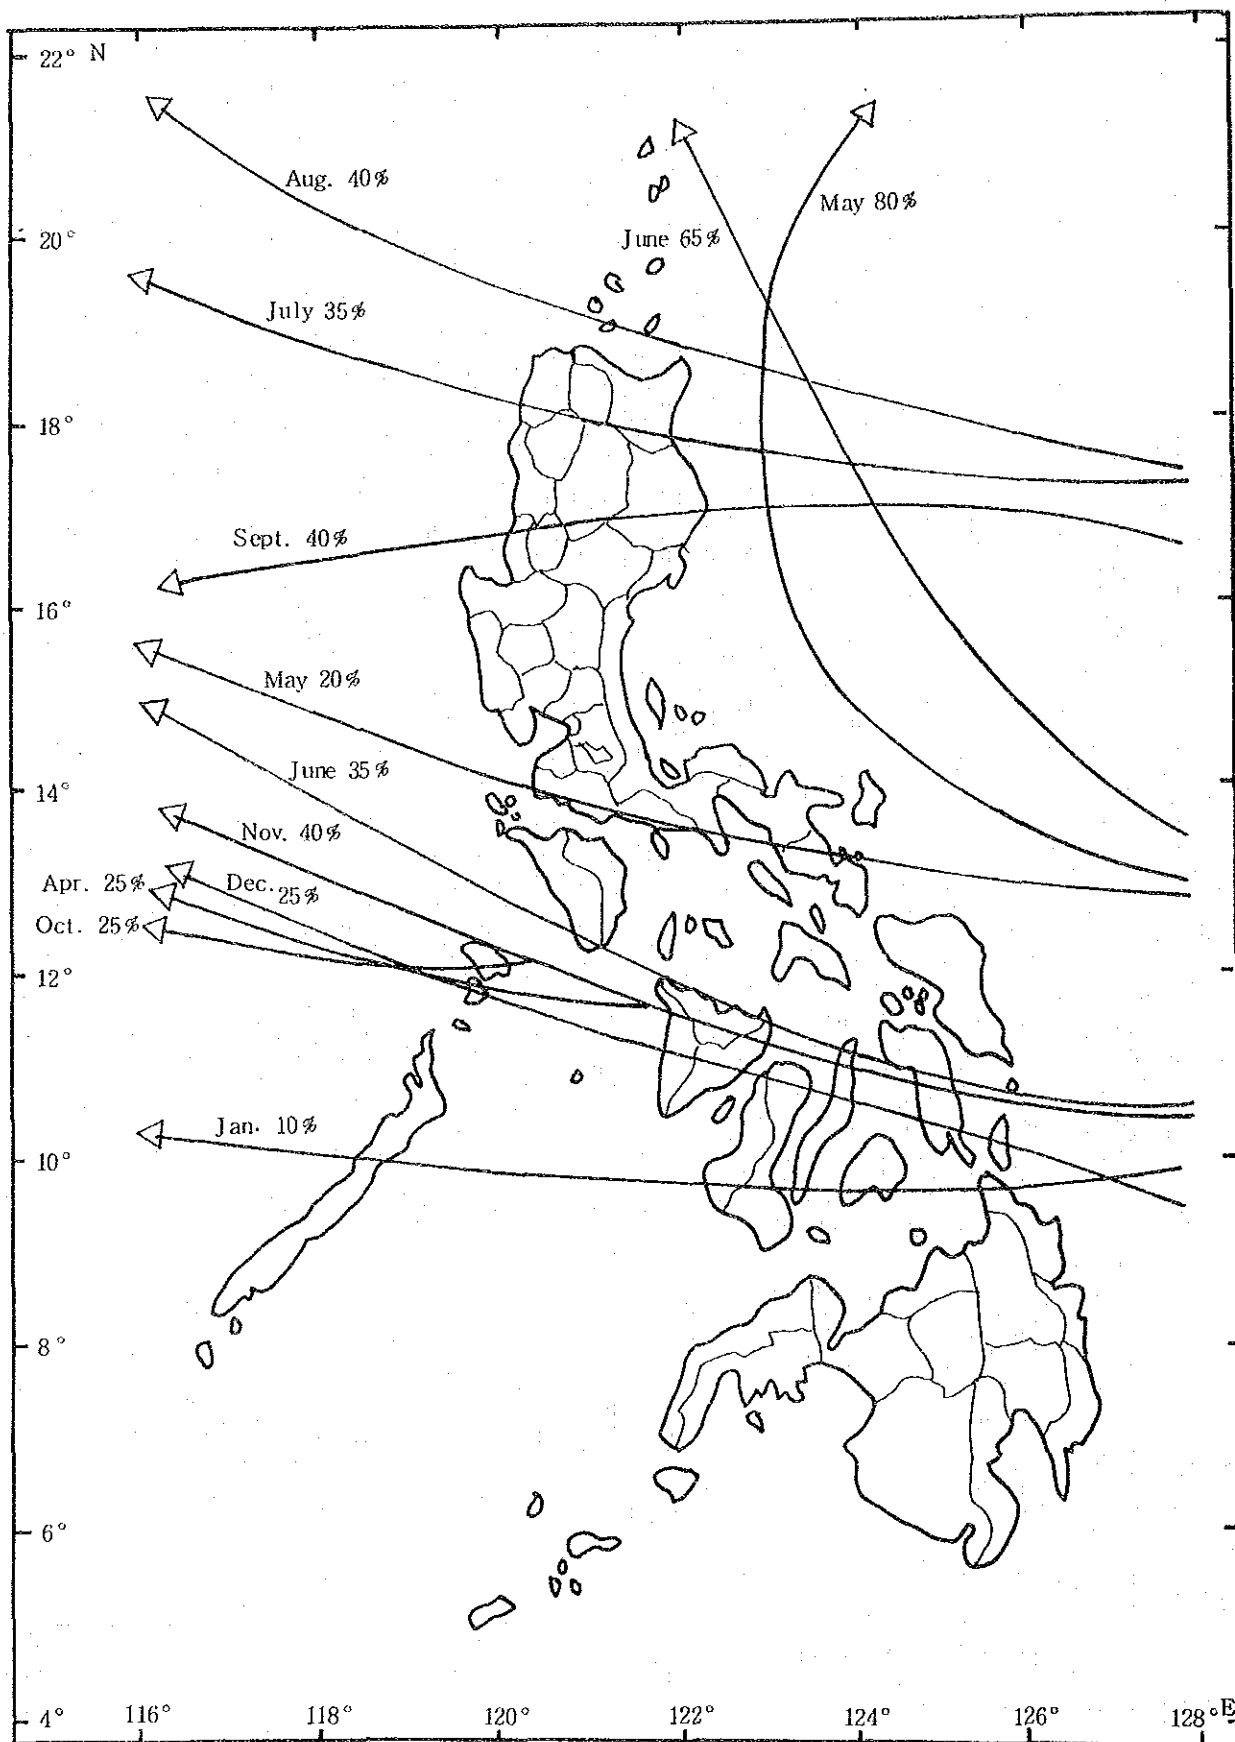 22° N
Aug. 40%
May 80%
June 65%
20°
July 35%
18°
Sept. 40%
16°
May 20%
June 35%
14°
Nov. 40%
Apr. 25%
Dec. 25%
Oct. 25%
12°
Jan. 10%
10°
8°
6°
4°
116°
118°
120°
122°
124°
126°
128°E